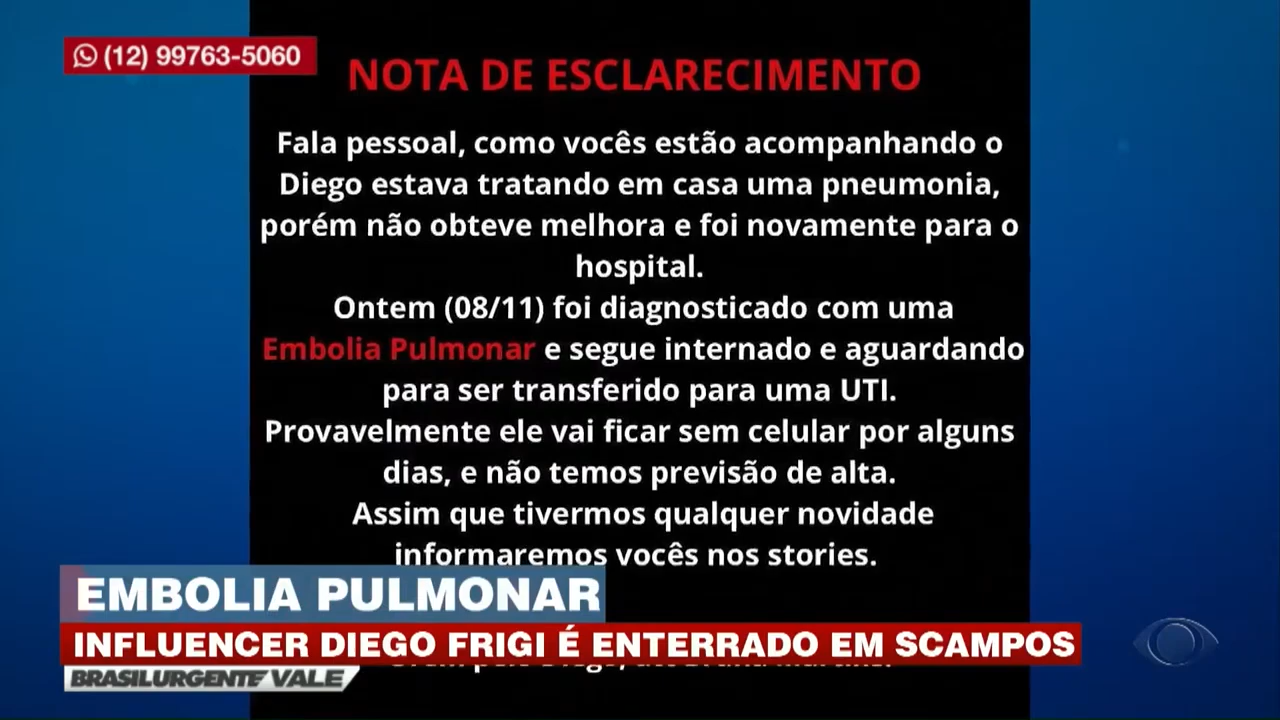 (12) 99763-5060
NOTA DE ESCLARECIMENTO
Fala pessoal, como vocês estão acompanhando o
Diego estava tratando em casa uma pneumonia,
porém não obteve melhora e foi novamente para o
hospital.
Ontem (08/11) foi diagnosticado com uma
Embolia Pulmonar e segue internado e aguardando
para ser transferido para uma UTI.
Provavelmente ele vai ficar sem celular por alguns
dias, e não temos previsão de alta.
Assim que tivermos qualquer novidade
informaremos vocês nos stories.
EMBOLIA PULMONAR
INFLUENCER DIEGO FRIGI É ENTERRADO EM SCAMPOS
BRASILURGENTE VALE